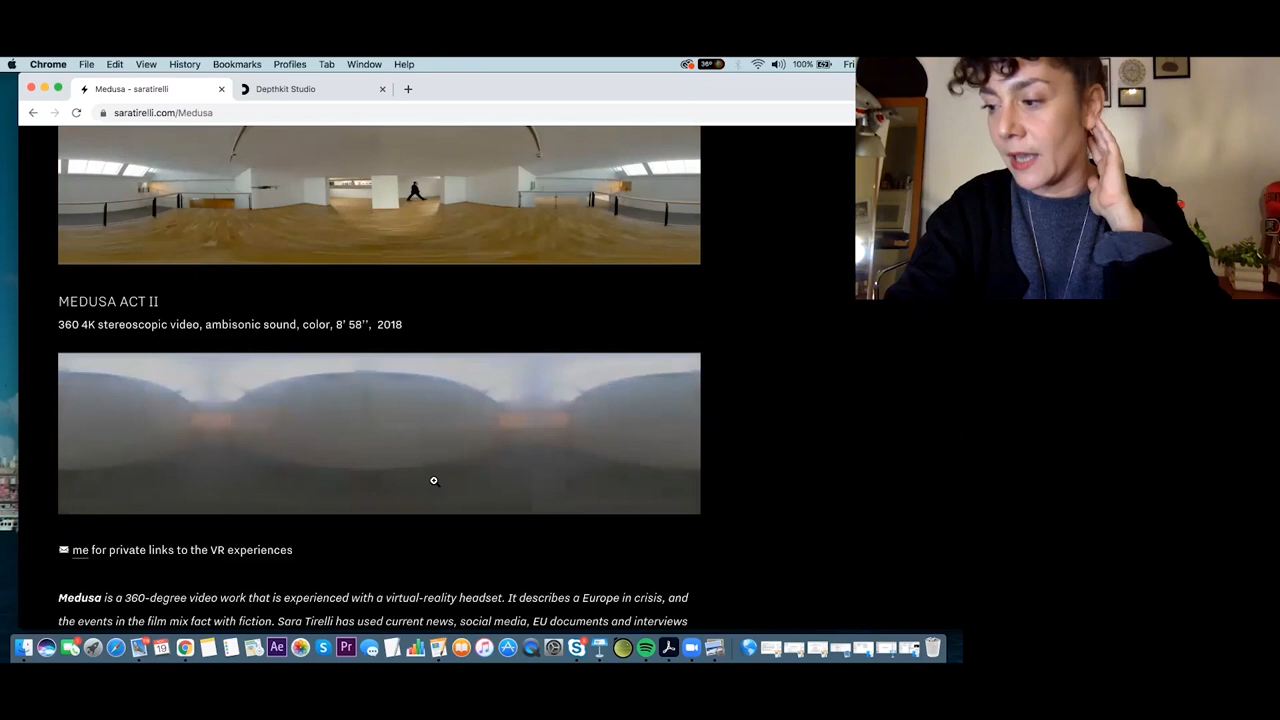 Chrome File Edit View History Bookmarks Profiles Tab Window Help 36° 100% Fri
Medusa - saratirelli Depthkit Studio
saratirelli.com/Medusa
MEDUSA ACT II
360 4K stereoscopic video, ambisonic sound, color, 8’ 58’’, 2018
me for private links to the VR experiences
Medusa is a 360-degree video work that is experienced with a virtual-reality headset. It describes a Europe in crisis, and
the events in the film mix fact with fiction. Sara Tirelli has used current news, social media, EU documents and interviews
19 Ae Pr